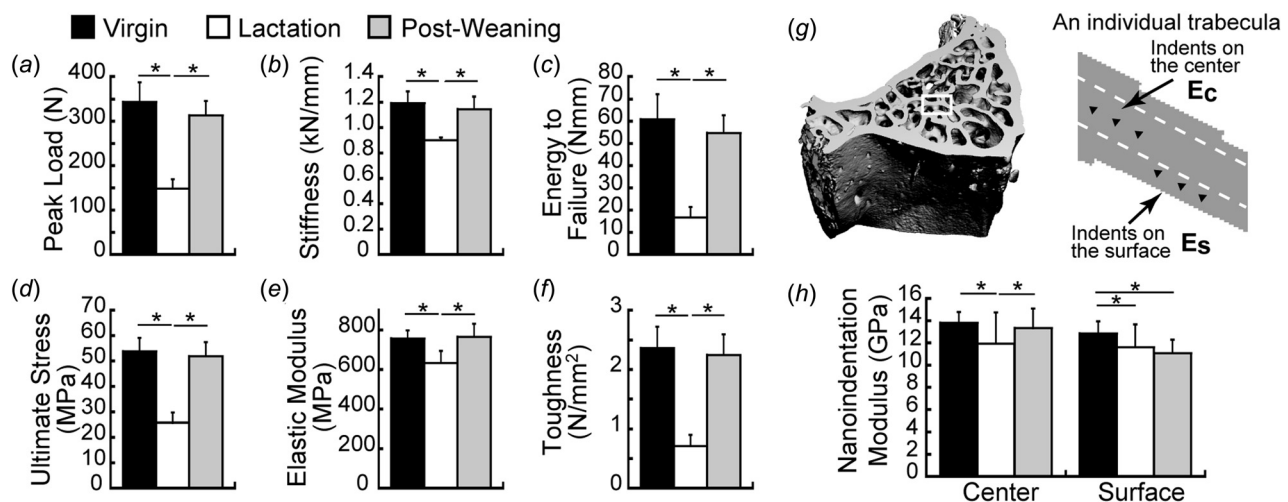 Virgin Lactation Post-Weaning
(a)
Peak Load (N)
400
300
200
100
0
* *
(b)
Stiffness (kN/mm)
1.6
1.4
1.2
1.0
0.8
0.6
0.4
0.2
0
* *
(c)
Energy to
Failure (Nmm)
80
70
60
50
40
30
20
10
0
* *
(d)
Ultimate Stress
(MPa)
70
60
50
40
30
20
10
0
* *
(e)
Elastic Modulus
(MPa)
800
600
400
200
0
* *
(f)
Toughness
(N/mm2)
3
2
1
0
* *
(g)
An individual trabecula
Indents on
the center
Ec
Indents on
the surface
Es
(h)
Nanoindentation
Modulus (GPa)
16
14
12
10
8
6
4
2
0
* *
*
*
Center Surface